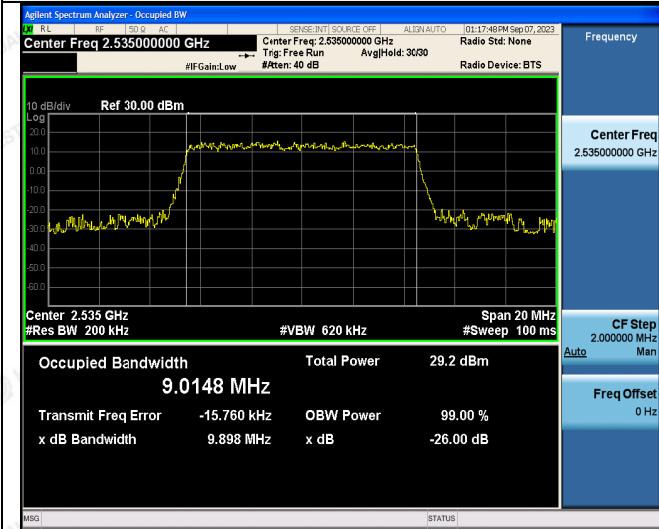 Agilent Spectrum Analyzer - Occupied BW
RL RF 50 Ω AC SENSE:INT SOURCE OFF ALIGN AUTO 01:17:48 PM Sep 07, 2023
Center Freq 2.535000000 GHz
Center Freq: 2.535000000 GHz
Radio Std: None
Trig: Free Run Avg|Hold: 30/30
#IFGain:Low #Atten: 40 dB Radio Device: BTS
Frequency
10 dB/div Ref 30.00 dBm
Log
20.0
10.0
0.00
-10.0
-20.0
-30.0
-40.0
-50.0
-60.0
Center Freq
2.535000000 GHz
Center 2.535 GHz Span 20 MHz
#Res BW 200 kHz #VBW 620 kHz #Sweep 100 ms
CF Step
2.000000 MHz
Auto Man
Occupied Bandwidth Total Power 29.2 dBm
9.0148 MHz
Transmit Freq Error -15.760 kHz OBW Power 99.00 %
x dB Bandwidth 9.898 MHz x dB -26.00 dB
Freq Offset
0 Hz
MSG STATUS